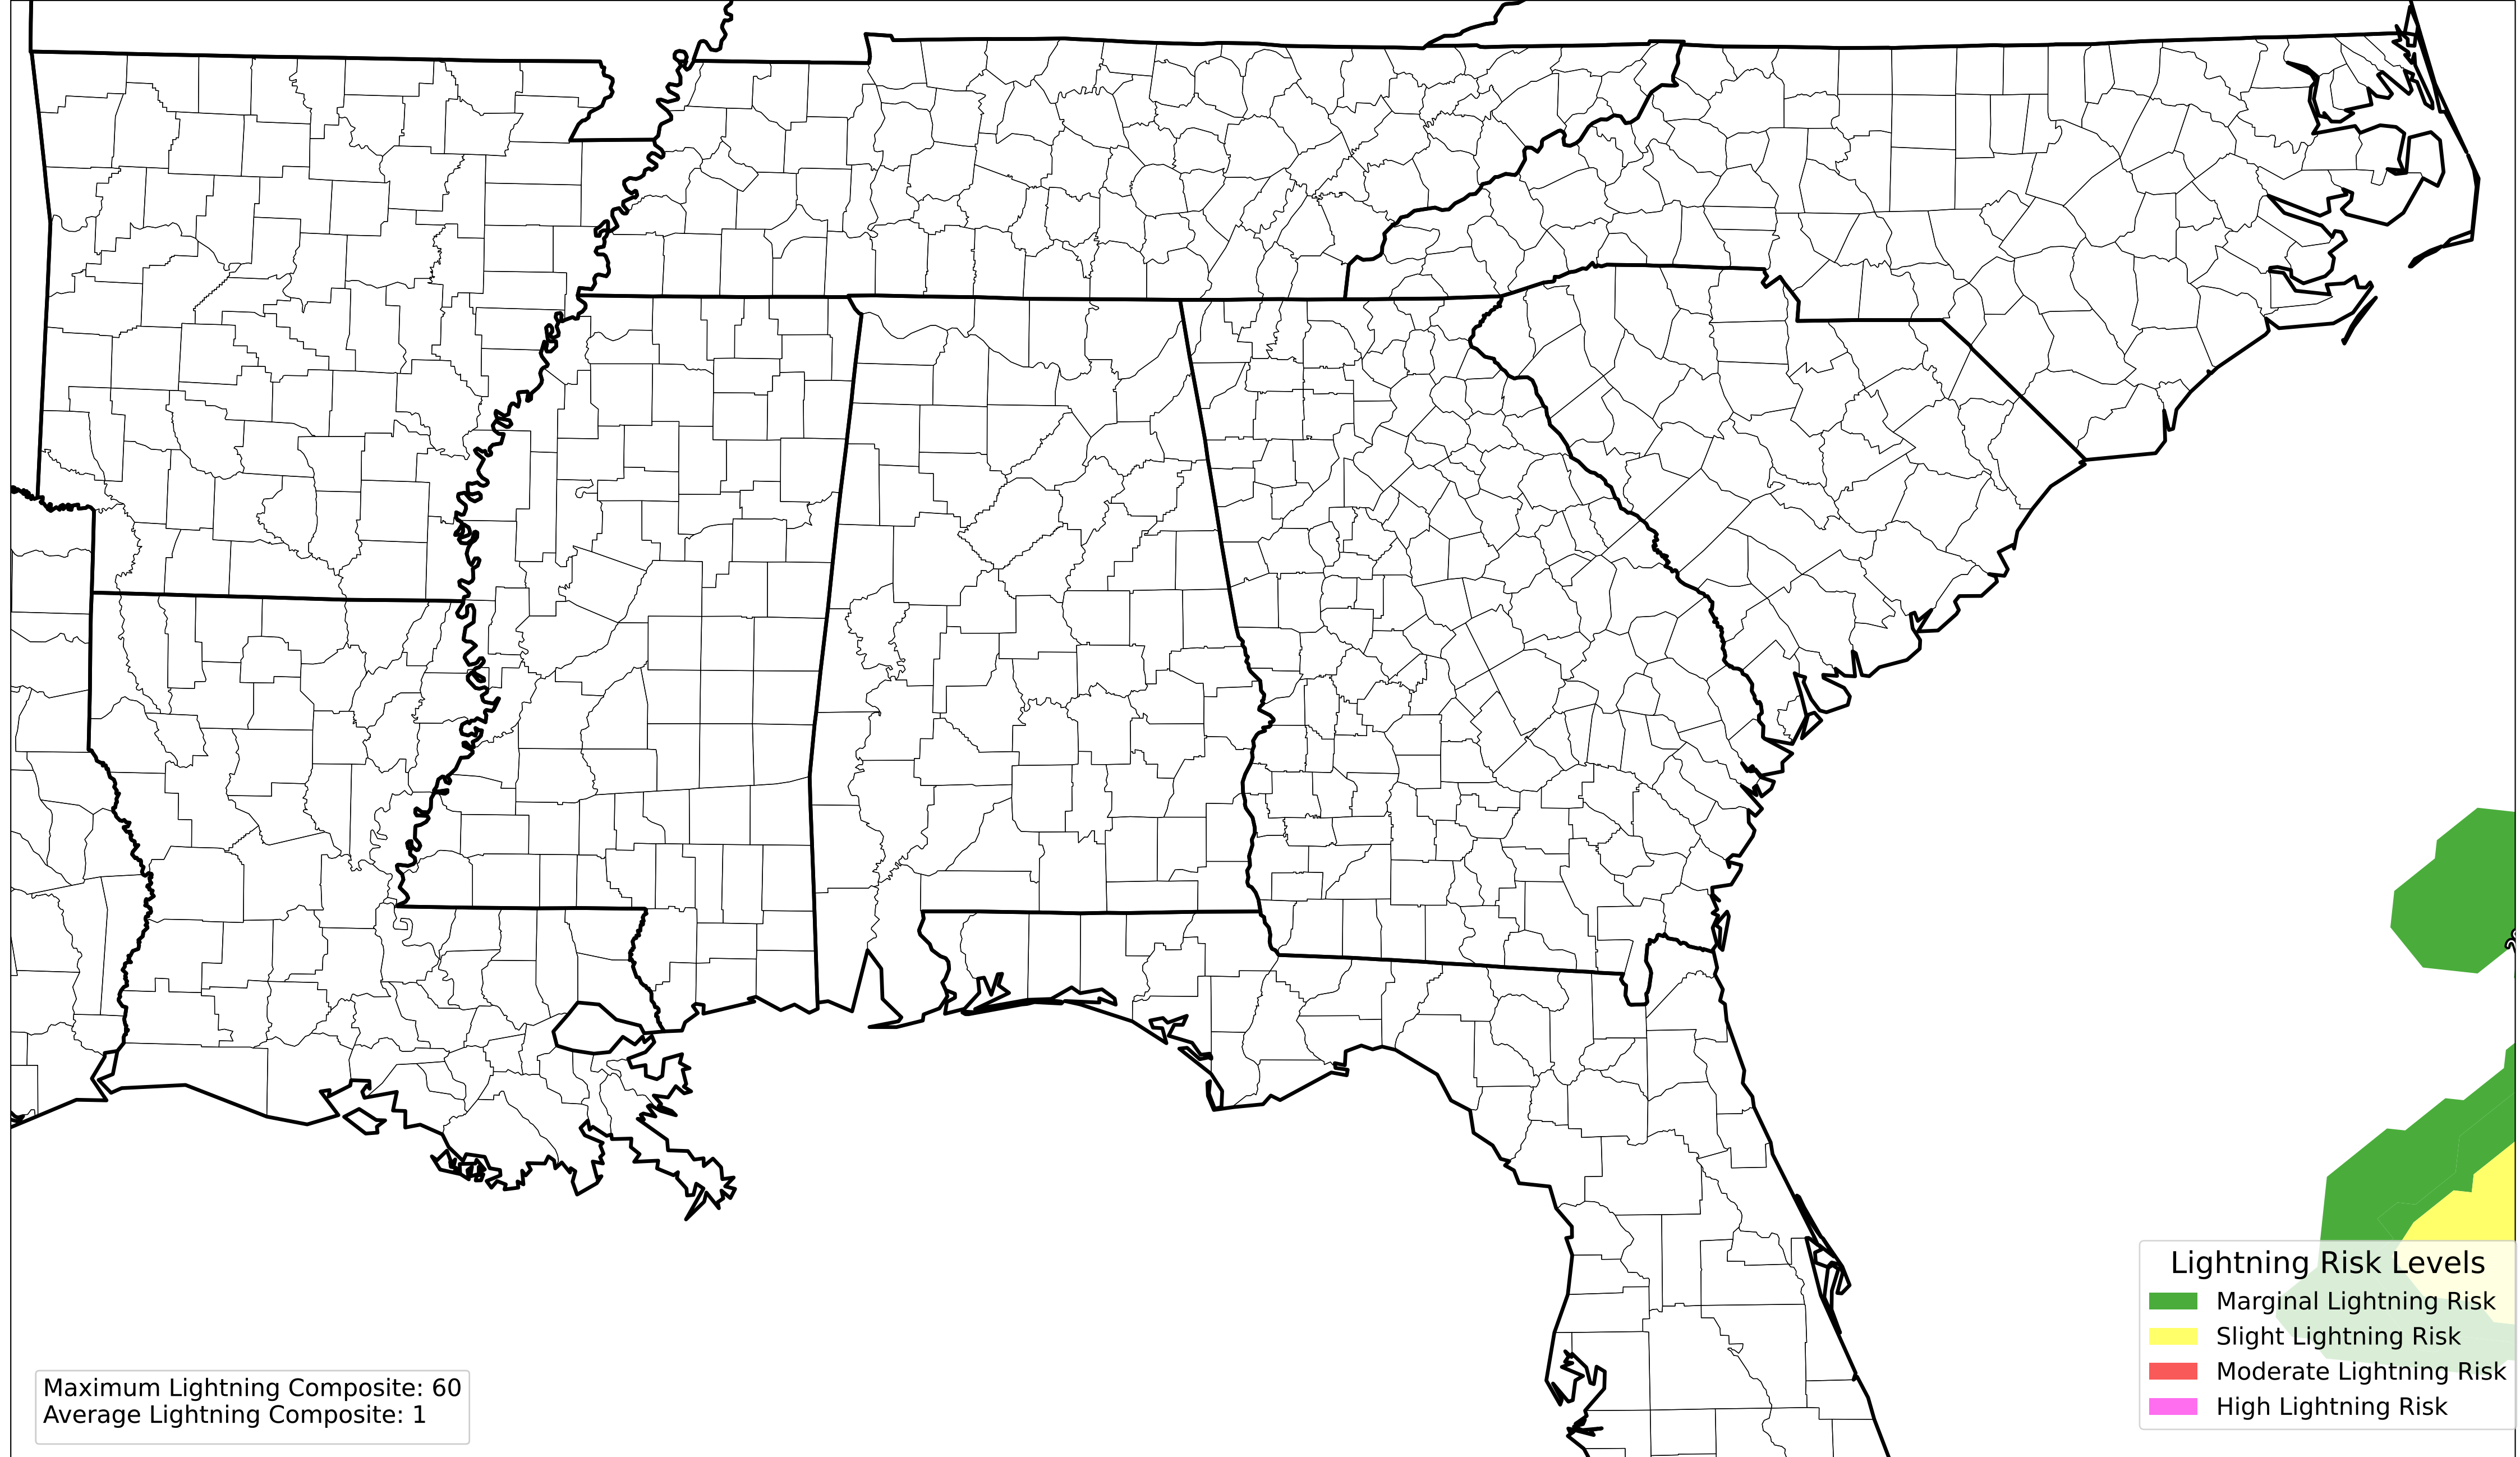 Maximum Lightning Composite: 60
Average Lightning Composite: 1
Lightning Risk Levels
Marginal Lightning Risk
Slight Lightning Risk
Moderate Lightning Risk
High Lightning Risk